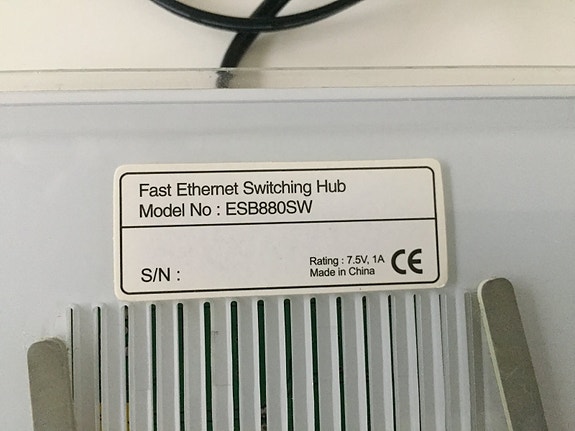 Fast Ethernet Switching Hub
Model No : ESB880SW
S/N :
Rating : 7.5V, 1A
Made in China
CE